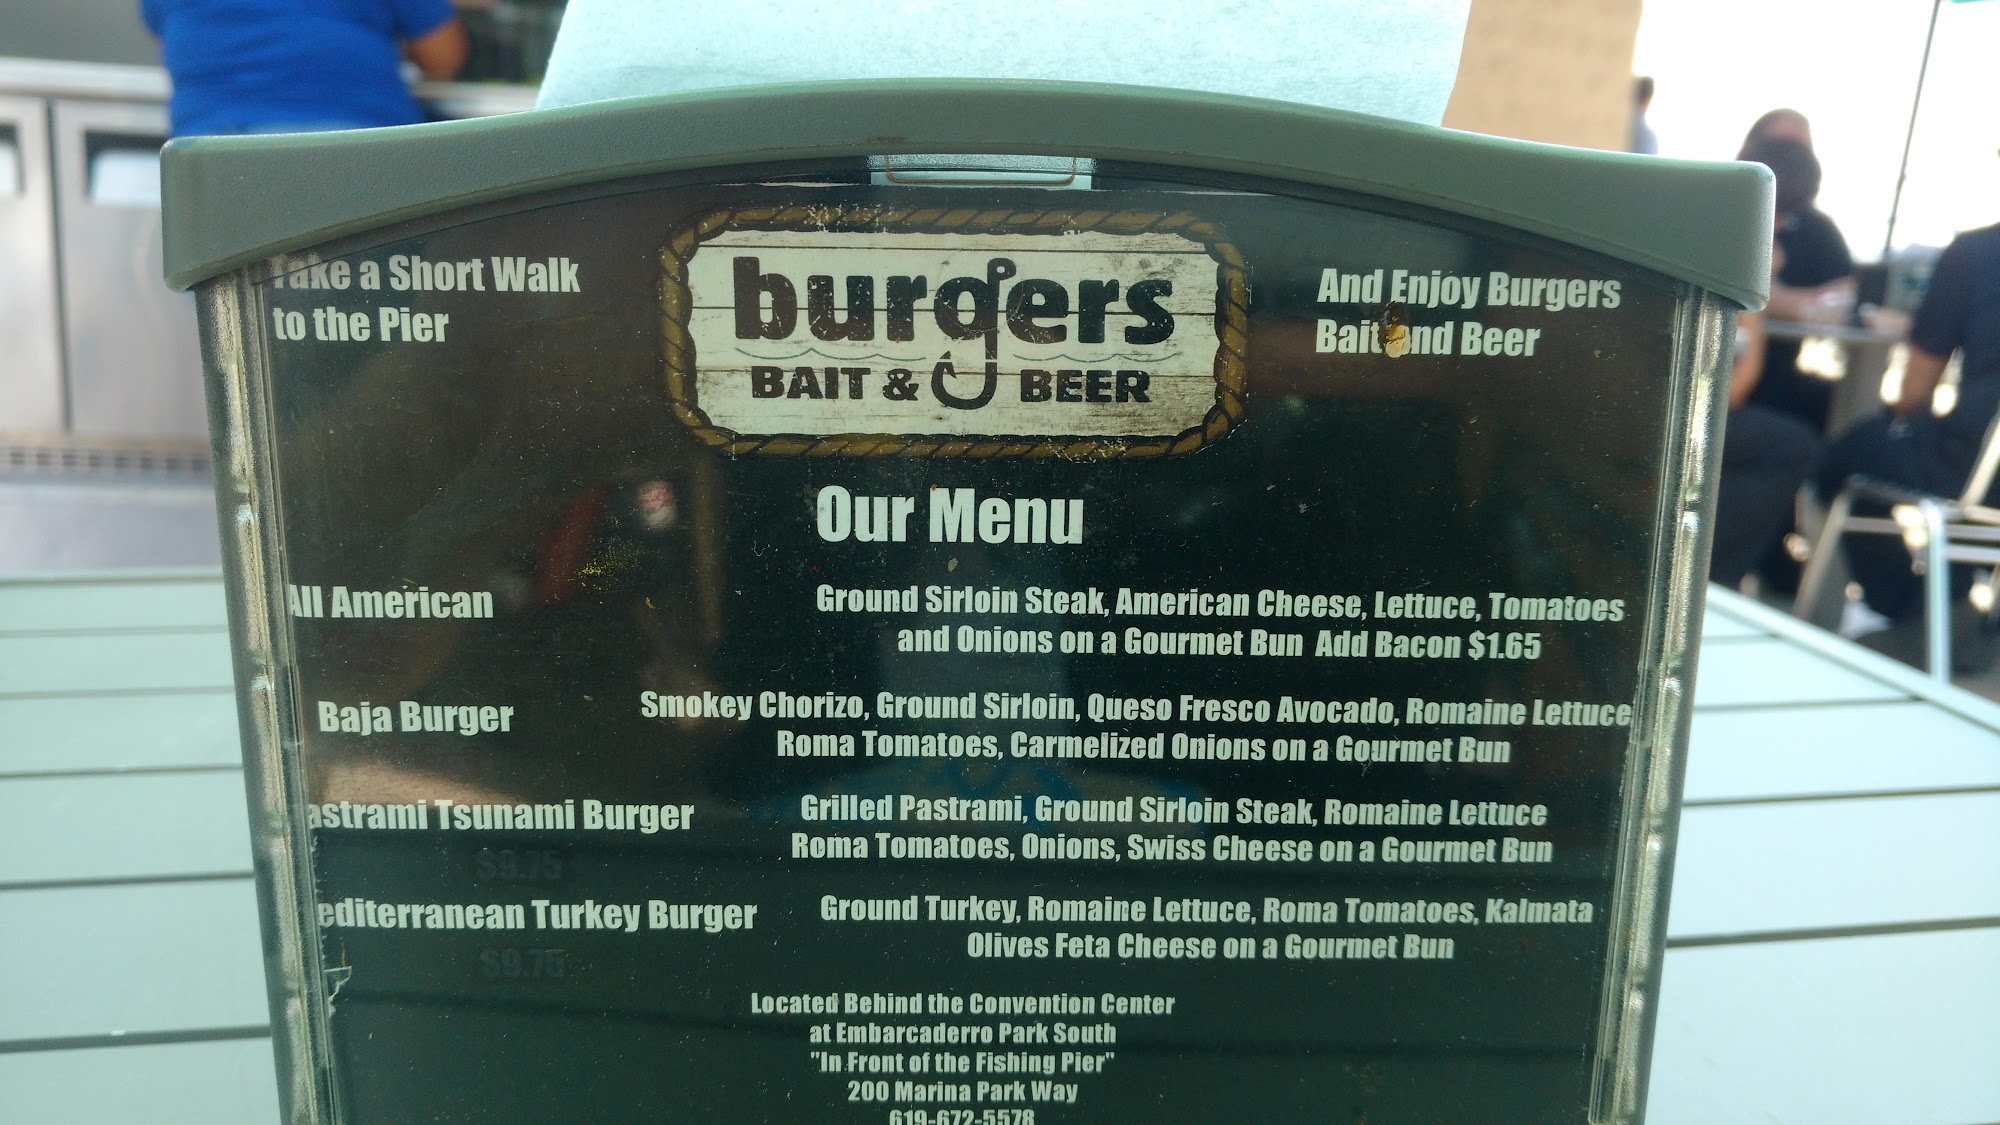 Take a Short Walk
to the Pier
burgers
BAIT & BEER
And Enjoy Burgers
Bait and Beer
Our Menu
All American
Ground Sirloin Steak, American Cheese, Lettuce, Tomatoes
and Onions on a Gourmet Bun Add Bacon $1.65
Baja Burger
Smokey Chorizo, Ground Sirloin, Queso Fresco Avocado, Romaine Lettuce
Roma Tomatoes, Carmelized Onions on a Gourmet Bun
astrami Tsunami Burger
$9.75
Grilled Pastrami, Ground Sirloin Steak, Romaine Lettuce
Roma Tomatoes, Onions, Swiss Cheese on a Gourmet Bun
editerranean Turkey Burger
$9.75
Ground Turkey, Romaine Lettuce, Roma Tomatoes, Kalmata
Olives Feta Cheese on a Gourmet Bun
Located Behind the Convention Center
at Embarcaderro Park South
"In Front of the Fishing Pier"
200 Marina Park Way
619-672-5578